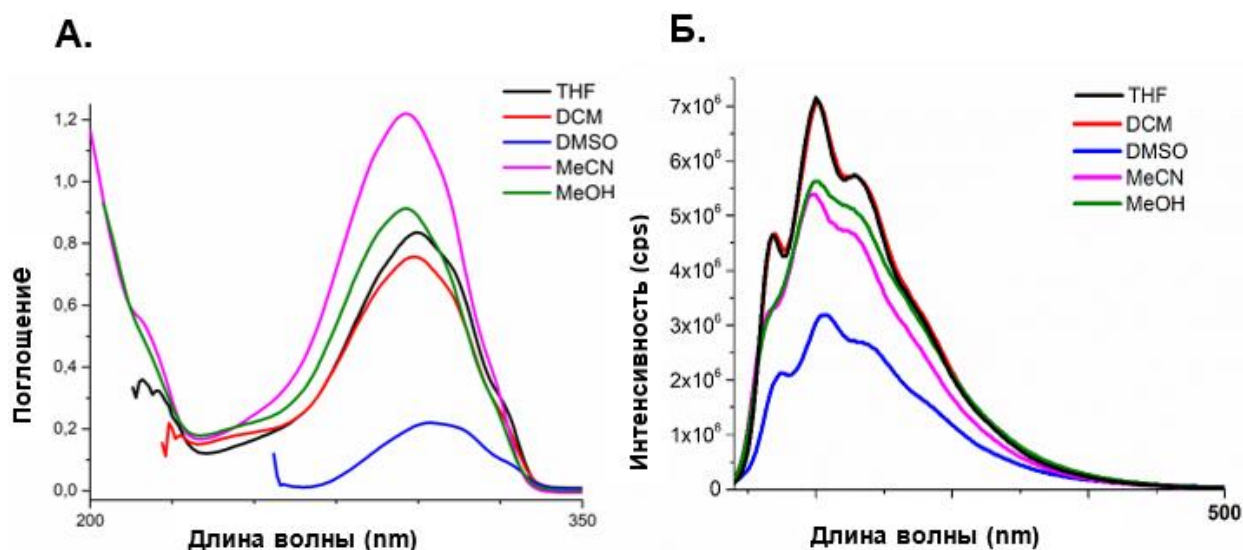 А.
THF
DCM
DMSO
MeCN
MeOH
1,2
1,0
0,8
0,6
0,4
0,2
0,0
Поглощение
200
350
Длина волны (nm)
Б.
THF
DCM
DMSO
MeCN
MeOH
7x10⁶
6x10⁶
5x10⁶
4x10⁶
3x10⁶
2x10⁶
1x10⁶
0
Интенсивность (cps)
500
Длина волны (nm)